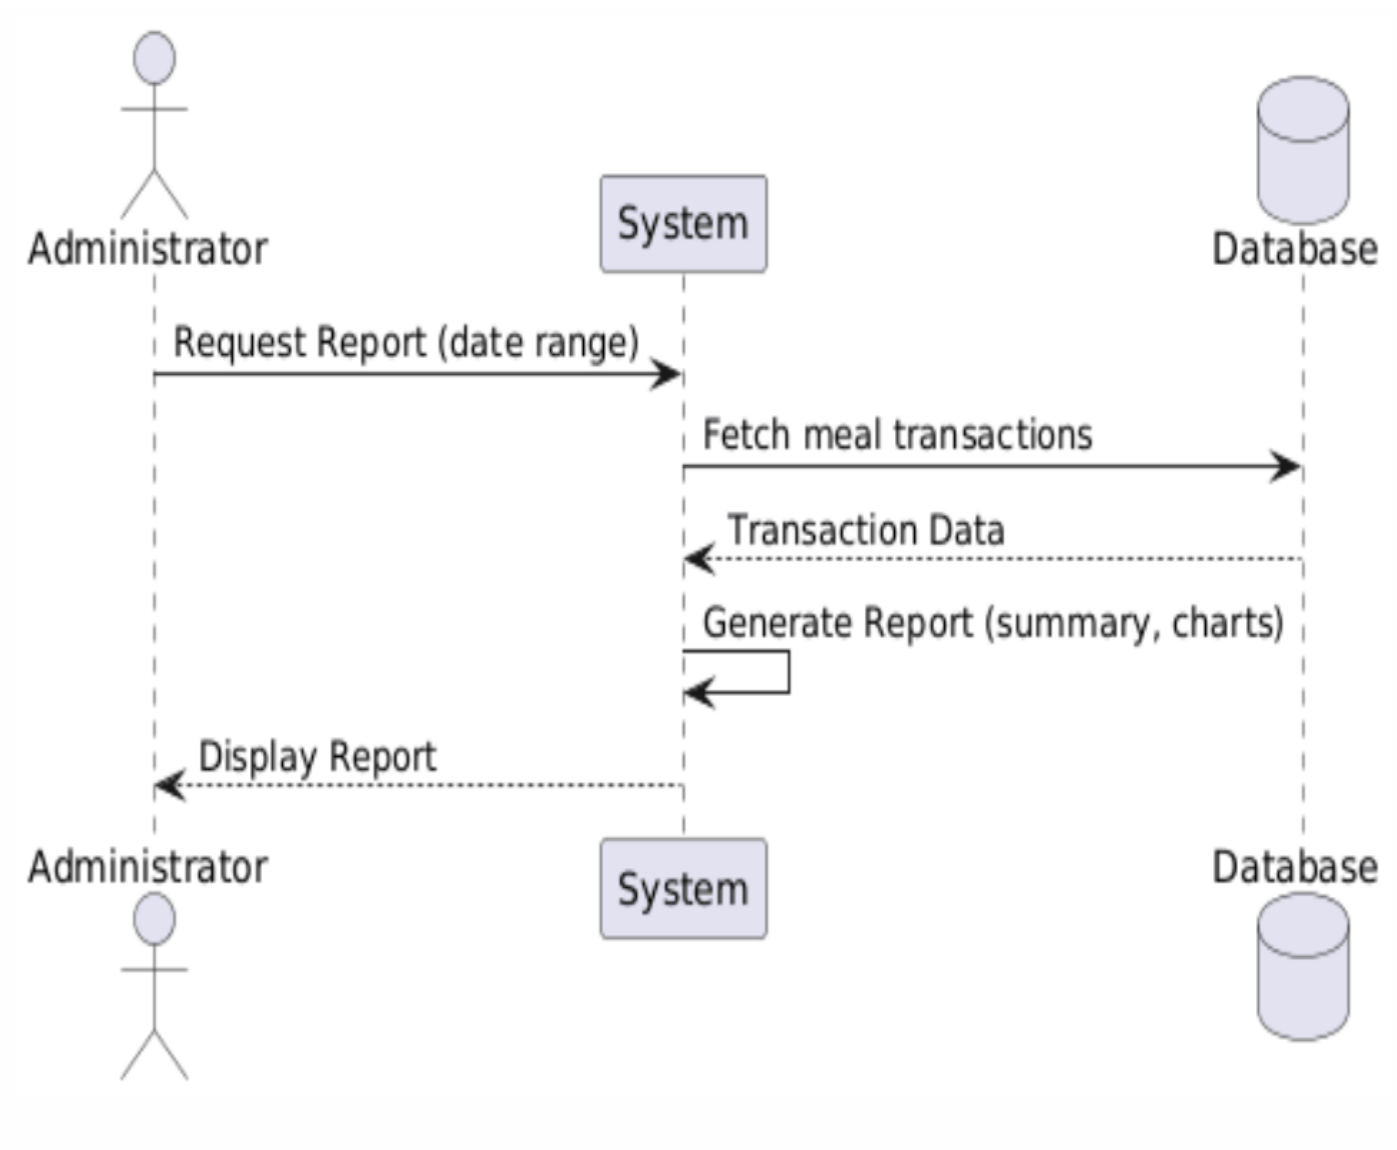 Administrator
System
Database
Request Report (date range)
Fetch meal transactions
Transaction Data
Generate Report (summary, charts)
Display Report
Administrator
System
Database